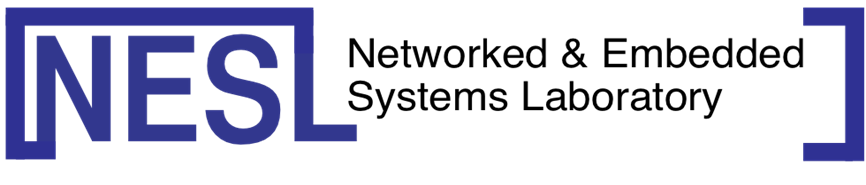 NESL
Networked & Embedded
Systems Laboratory